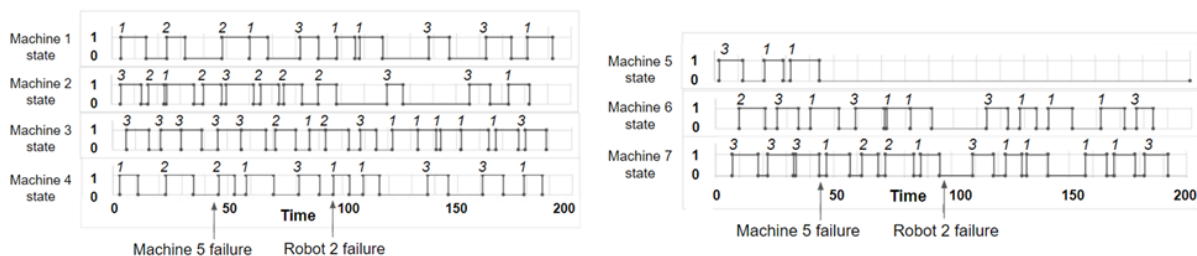 1 2 2 1 3 1 1 3 3 1
Machine 1 state 1 0
3 2 1 2 3 2 2 2 3 3 1
Machine 2 state 1 0
3 3 3 3 3 2 2 3 1 1 1 1 1 3
Machine 3 state 1 0
1 3 2 1 3 1 1 3 3 1
Machine 4 state 1 0
0 50 100 150 200
Time
Machine 5 failure Robot 2 failure
3 1 1
Machine 5 state 1 0
2 3 1 3 1 1 3 1 1 1 3
Machine 6 state 1 0
3 3 3 1 2 2 1 3 1 1 1 1 3
Machine 7 state 1 0
0 50 100 150 200
Time
Machine 5 failure Robot 2 failure